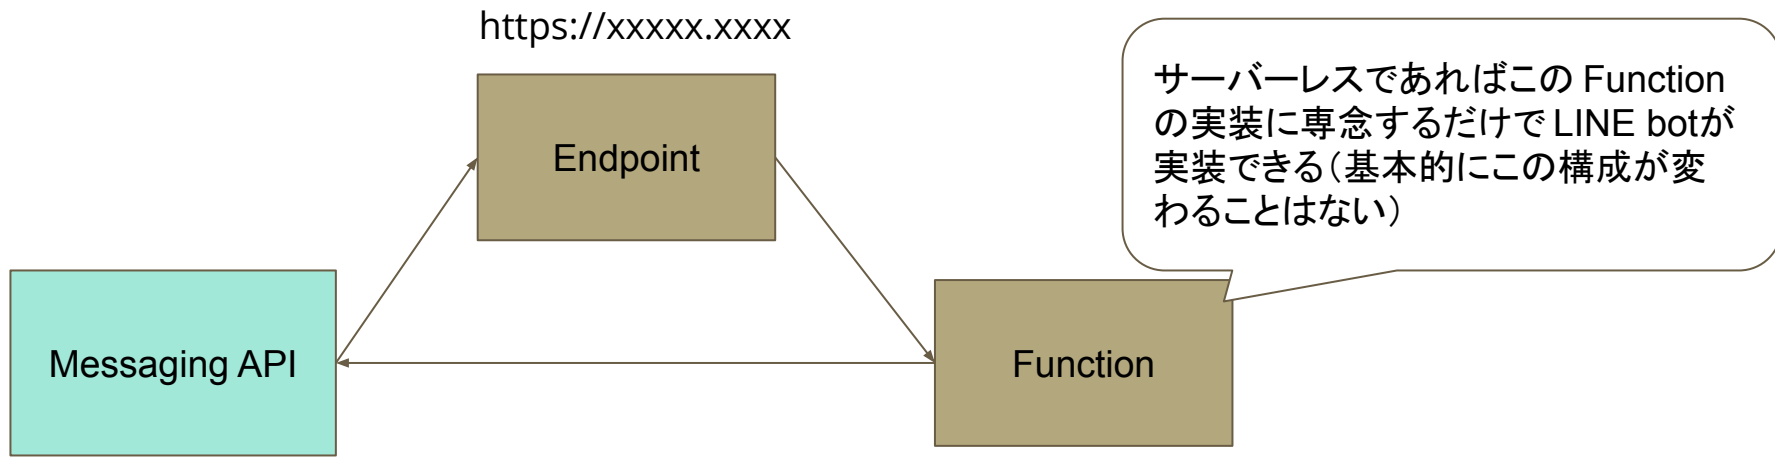 https://xxxxx.xxxx
サーバーレスであればこの Function
の実装に専念するだけで LINE botが
実装できる（基本的にこの構成が変
わることはない）
Endpoint
Messaging API
Function